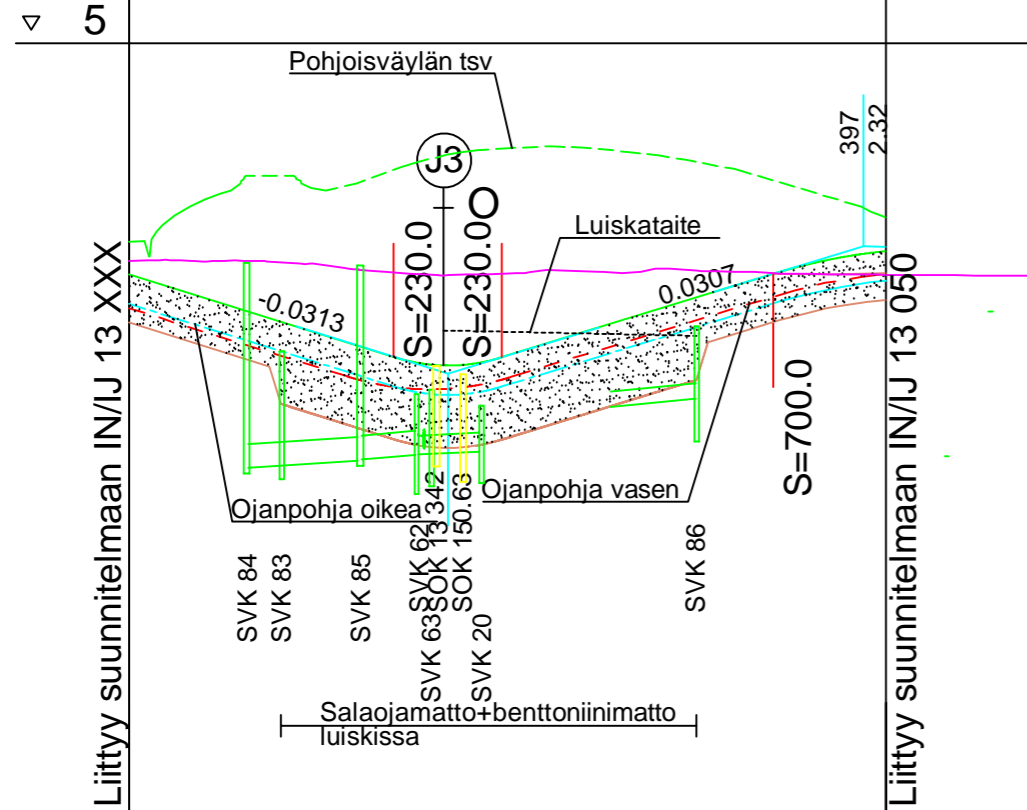 5
Pohjoisväylän tsv
397
2.32
J3
O
Luiskataite
S=230.0
S=230.0
-0.0313
0.0307
Liittyy suunnitelmaan IN/IJ 13 XXX
Liittyy suunnitelmaan IN/IJ 13 050
S=700.0
Ojanpohja oikea
Ojanpohja vasen
SVK 84
SVK 83
SVK 85
SVK 62
SVK 63
SOK 13.342
SOK 150.63
SVK 20
SVK 86
Salaojamatto+benttoniinimatto
luiskissa